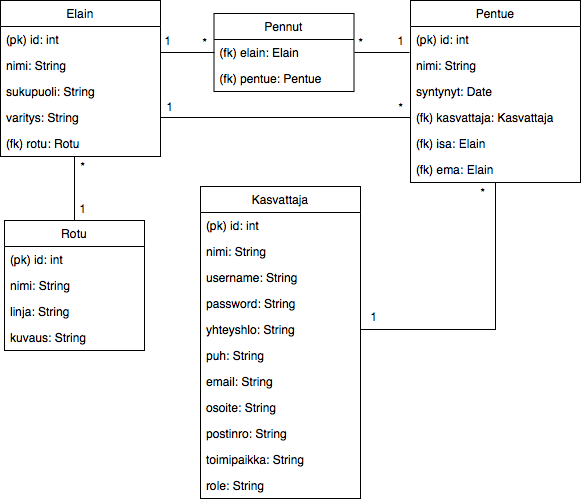 Elain
(pk) id: int
nimi: String
sukupuoli: String
varitys: String
(fk) rotu: Rotu
1
*
Pennut
(fk) elain: Elain
(fk) pentue: Pentue
*
1
Pentue
(pk) id: int
nimi: String
syntynyt: Date
(fk) kasvattaja: Kasvattaja
(fk) isa: Elain
(fk) ema: Elain
1
*
*
1
Rotu
(pk) id: int
nimi: String
linja: String
kuvaus: String
Kasvattaja
(pk) id: int
nimi: String
username: String
password: String
yhteyshlo: String
puh: String
email: String
osoite: String
postinro: String
toimipaikka: String
role: String
*
1